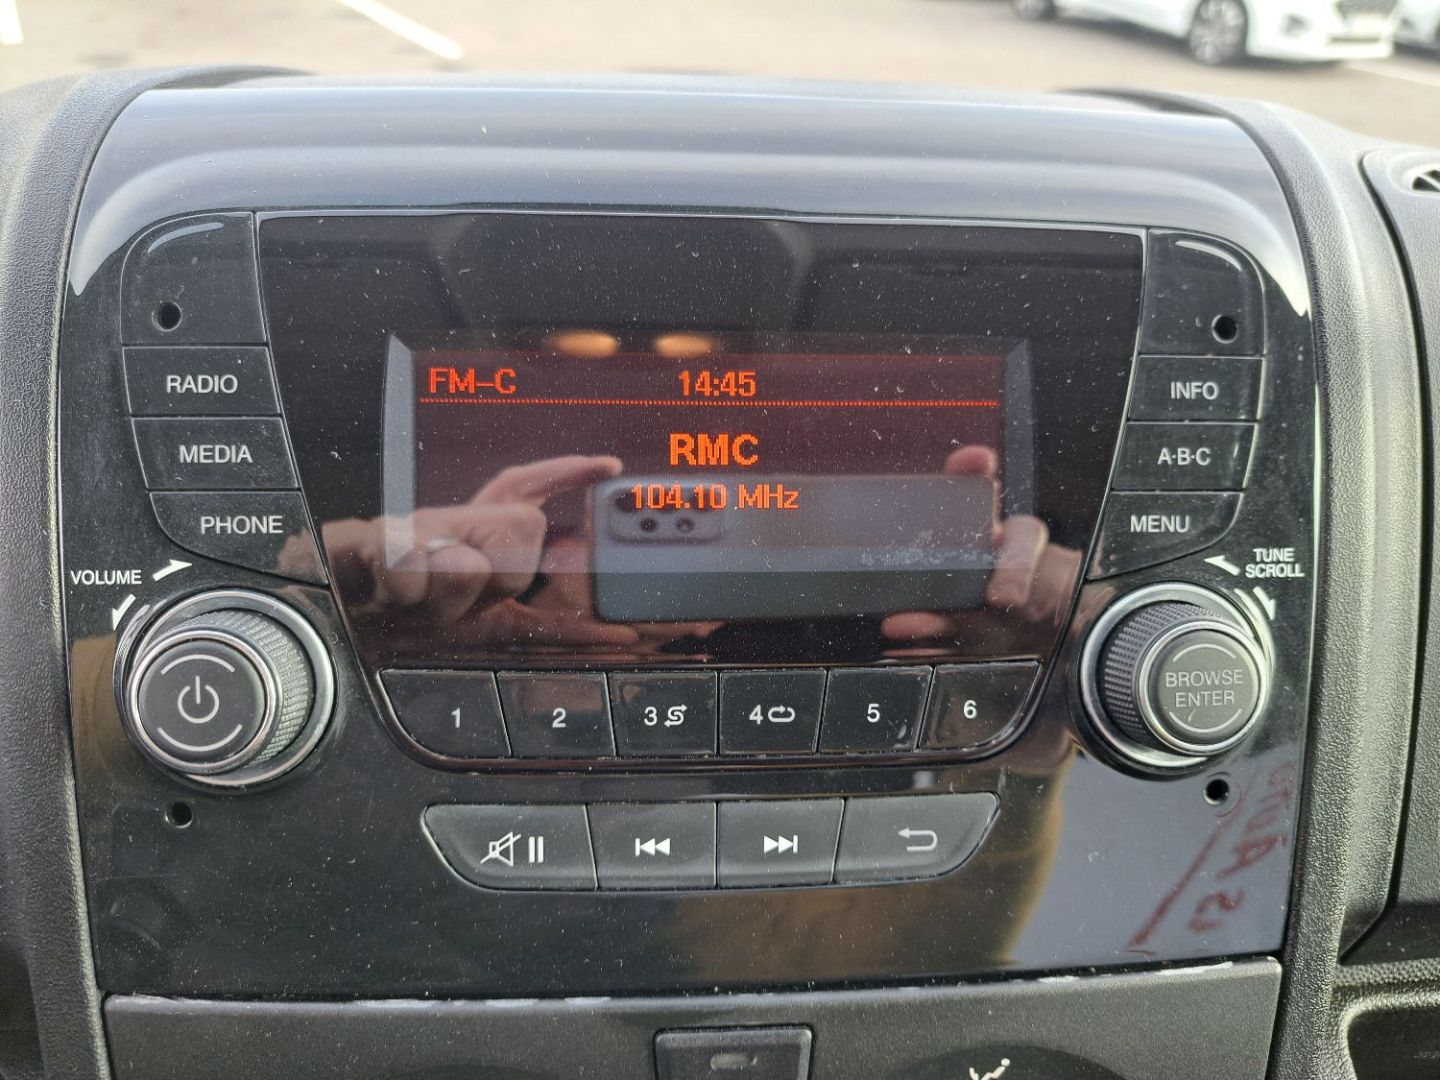 FM-C 14:45
RMC
104.10 MHz
RADIO
MEDIA
PHONE
VOLUME
INFO
A·B·C
MENU
TUNE
SCROLL
BROWSE
ENTER
1 2 3 4 5 6